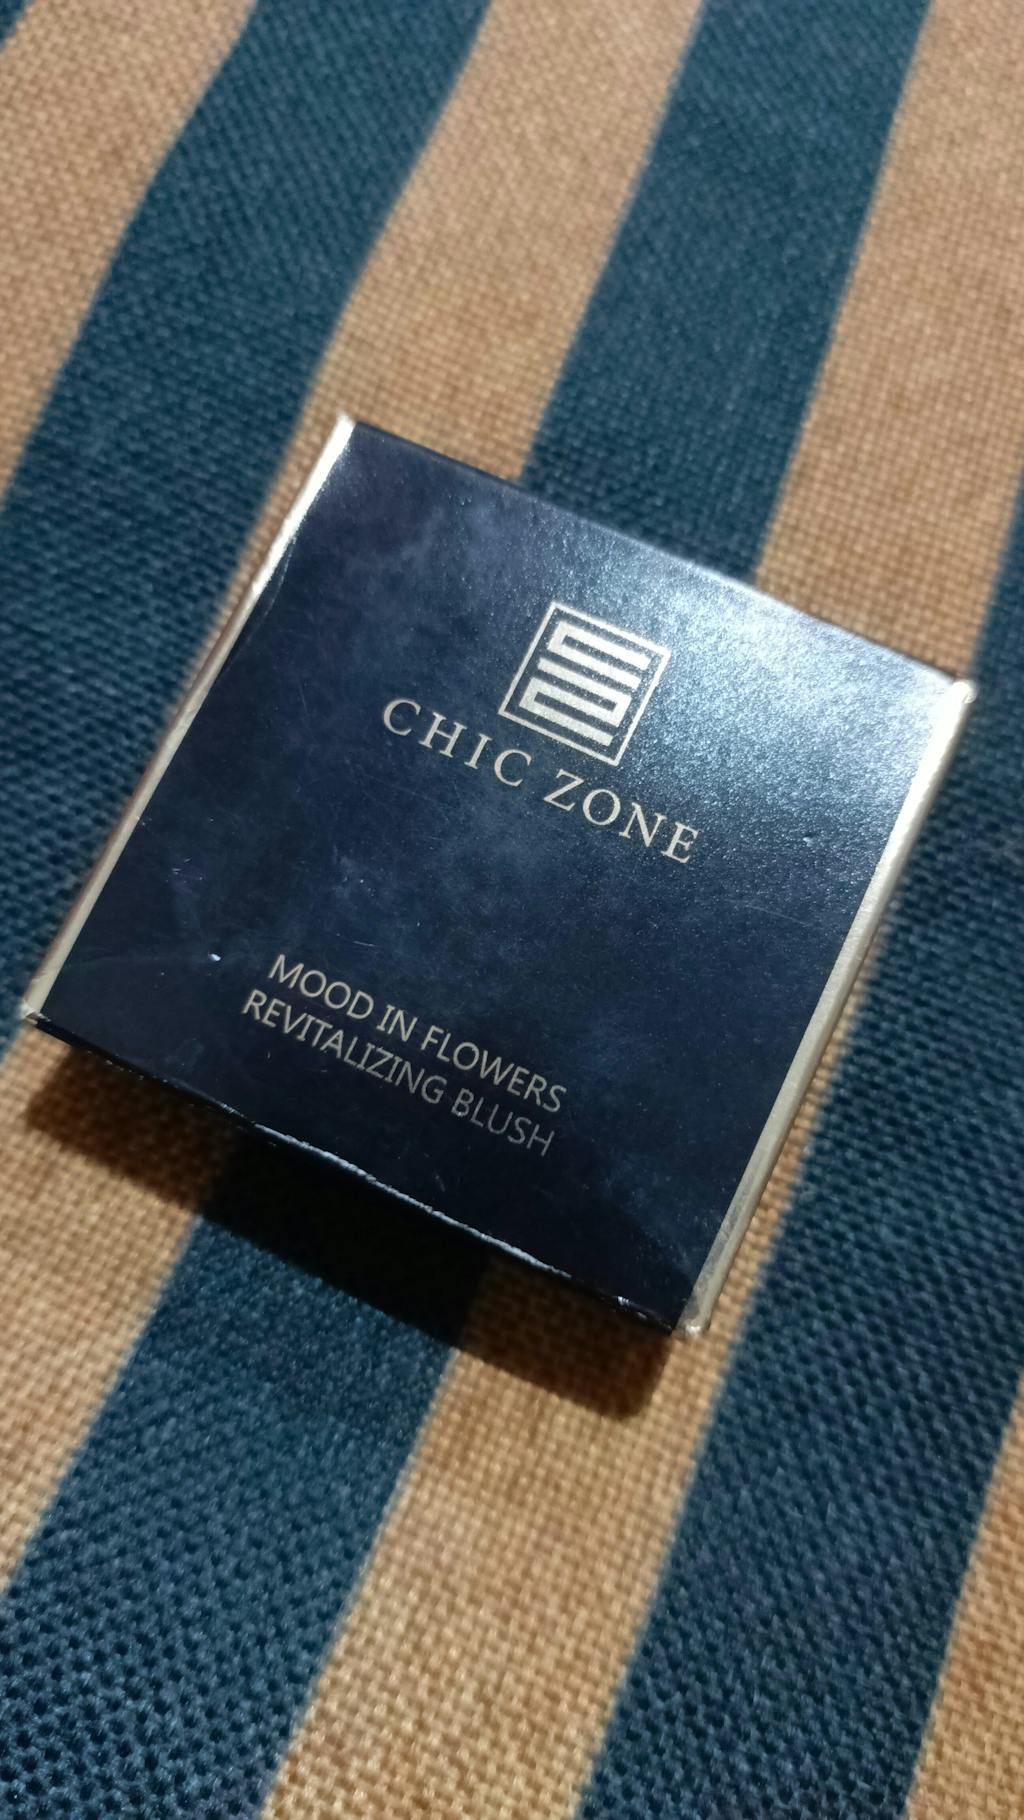 CHIC ZONE
MOOD IN FLOWERS
REVITALIZING BLUSH